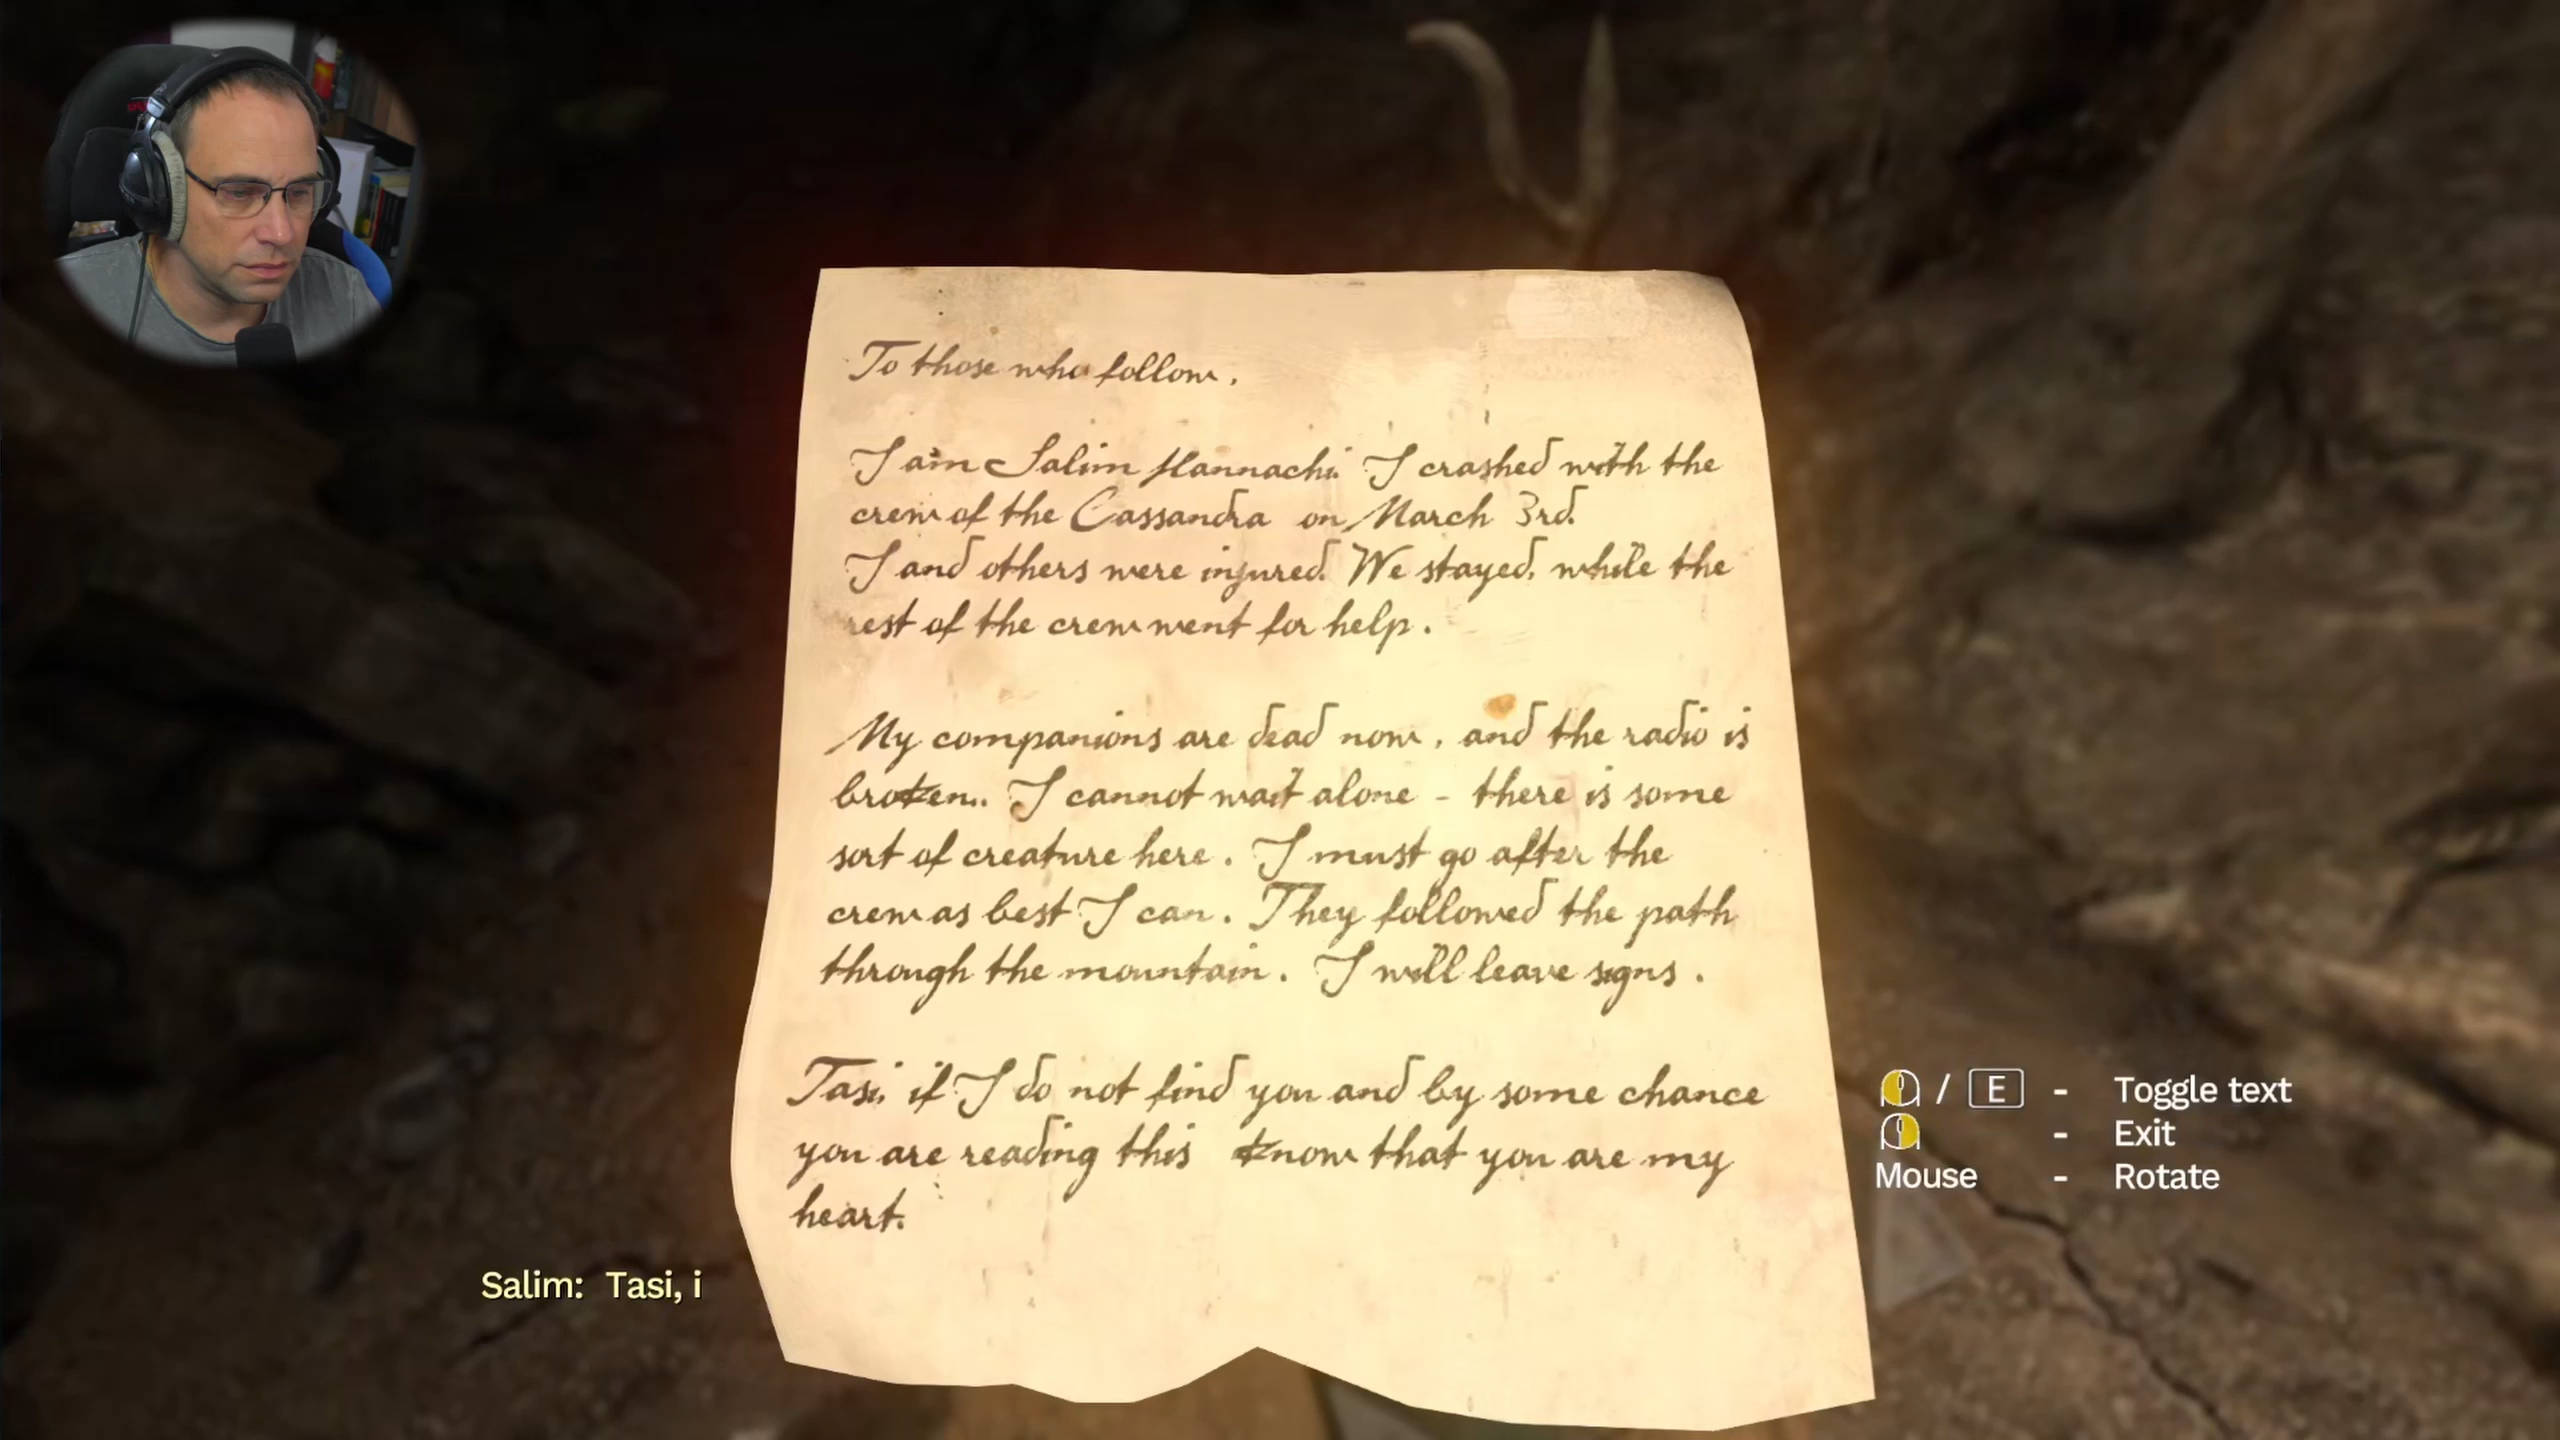 To those who follow,
I am Salim Hannachi. I crashed with the
crew of the Cassandra on March 3rd.
I and others were injured. We stayed, while the
rest of the crew went for help.
My companions are dead now, and the radio is
broken. I cannot wait alone - there is some
sort of creature here. I must go after the
crew as best I can. They followed the path
through the mountain. I will leave signs.
Tasi, if I do not find you and by some chance
you are reading this know that you are my
heart.
/ E - Toggle text
- Exit
Mouse - Rotate
Salim: Tasi, i